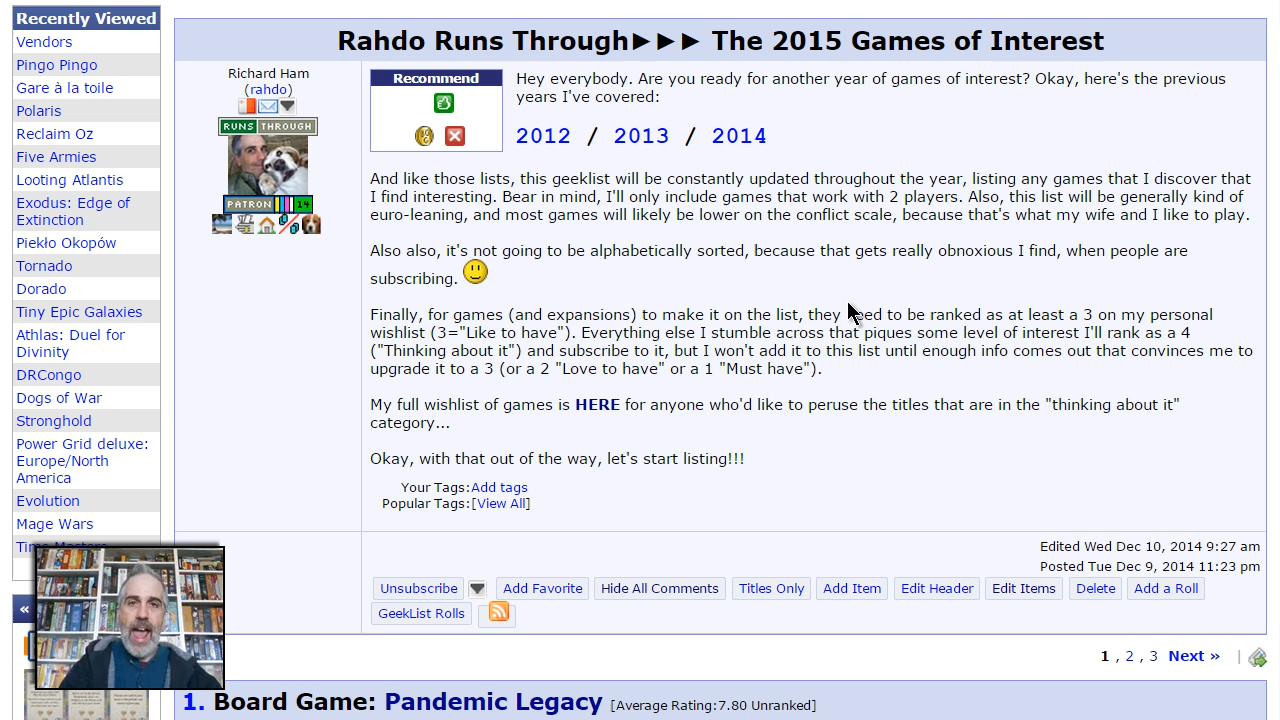 Recently Viewed
Vendors
Pingo Pingo
Gare à la toile
Polaris
Reclaim Oz
Five Armies
Looting Atlantis
Exodus: Edge of
Extinction
Piekło Okopów
Tornado
Dorado
Tiny Epic Galaxies
Athlas: Duel for
Divinity
DRCongo
Dogs of War
Stronghold
Power Grid deluxe:
Europe/North
America
Evolution
Mage Wars
«
Rahdo Runs Through►►► The 2015 Games of Interest
Richard Ham
(rahdo)
RUNS THROUGH
PATRON 14
Recommend
Hey everybody. Are you ready for another year of games of interest? Okay, here's the previous
years I've covered:
2012 / 2013 / 2014
And like those lists, this geeklist will be constantly updated throughout the year, listing any games that I discover that
I find interesting. Bear in mind, I'll only include games that work with 2 players. Also, this list will be generally kind of
euro-leaning, and most games will likely be lower on the conflict scale, because that's what my wife and I like to play.
Also also, it's not going to be alphabetically sorted, because that gets really obnoxious I find, when people are
subscribing.
Finally, for games (and expansions) to make it on the list, they need to be ranked as at least a 3 on my personal
wishlist (3="Like to have"). Everything else I stumble across that piques some level of interest I'll rank as a 4
("Thinking about it") and subscribe to it, but I won't add it to this list until enough info comes out that convinces me to
upgrade it to a 3 (or a 2 "Love to have" or a 1 "Must have").
My full wishlist of games is HERE for anyone who'd like to peruse the titles that are in the "thinking about it"
category...
Okay, with that out of the way, let's start listing!!!
Your Tags: Add tags
Popular Tags: [View All]
Edited Wed Dec 10, 2014 9:27 am
Posted Tue Dec 9, 2014 11:23 pm
Unsubscribe Add Favorite Hide All Comments Titles Only Add Item Edit Header Edit Items Delete Add a Roll
GeekList Rolls
1 , 2 , 3 Next » |
1. Board Game: Pandemic Legacy [Average Rating:7.80 Unranked]